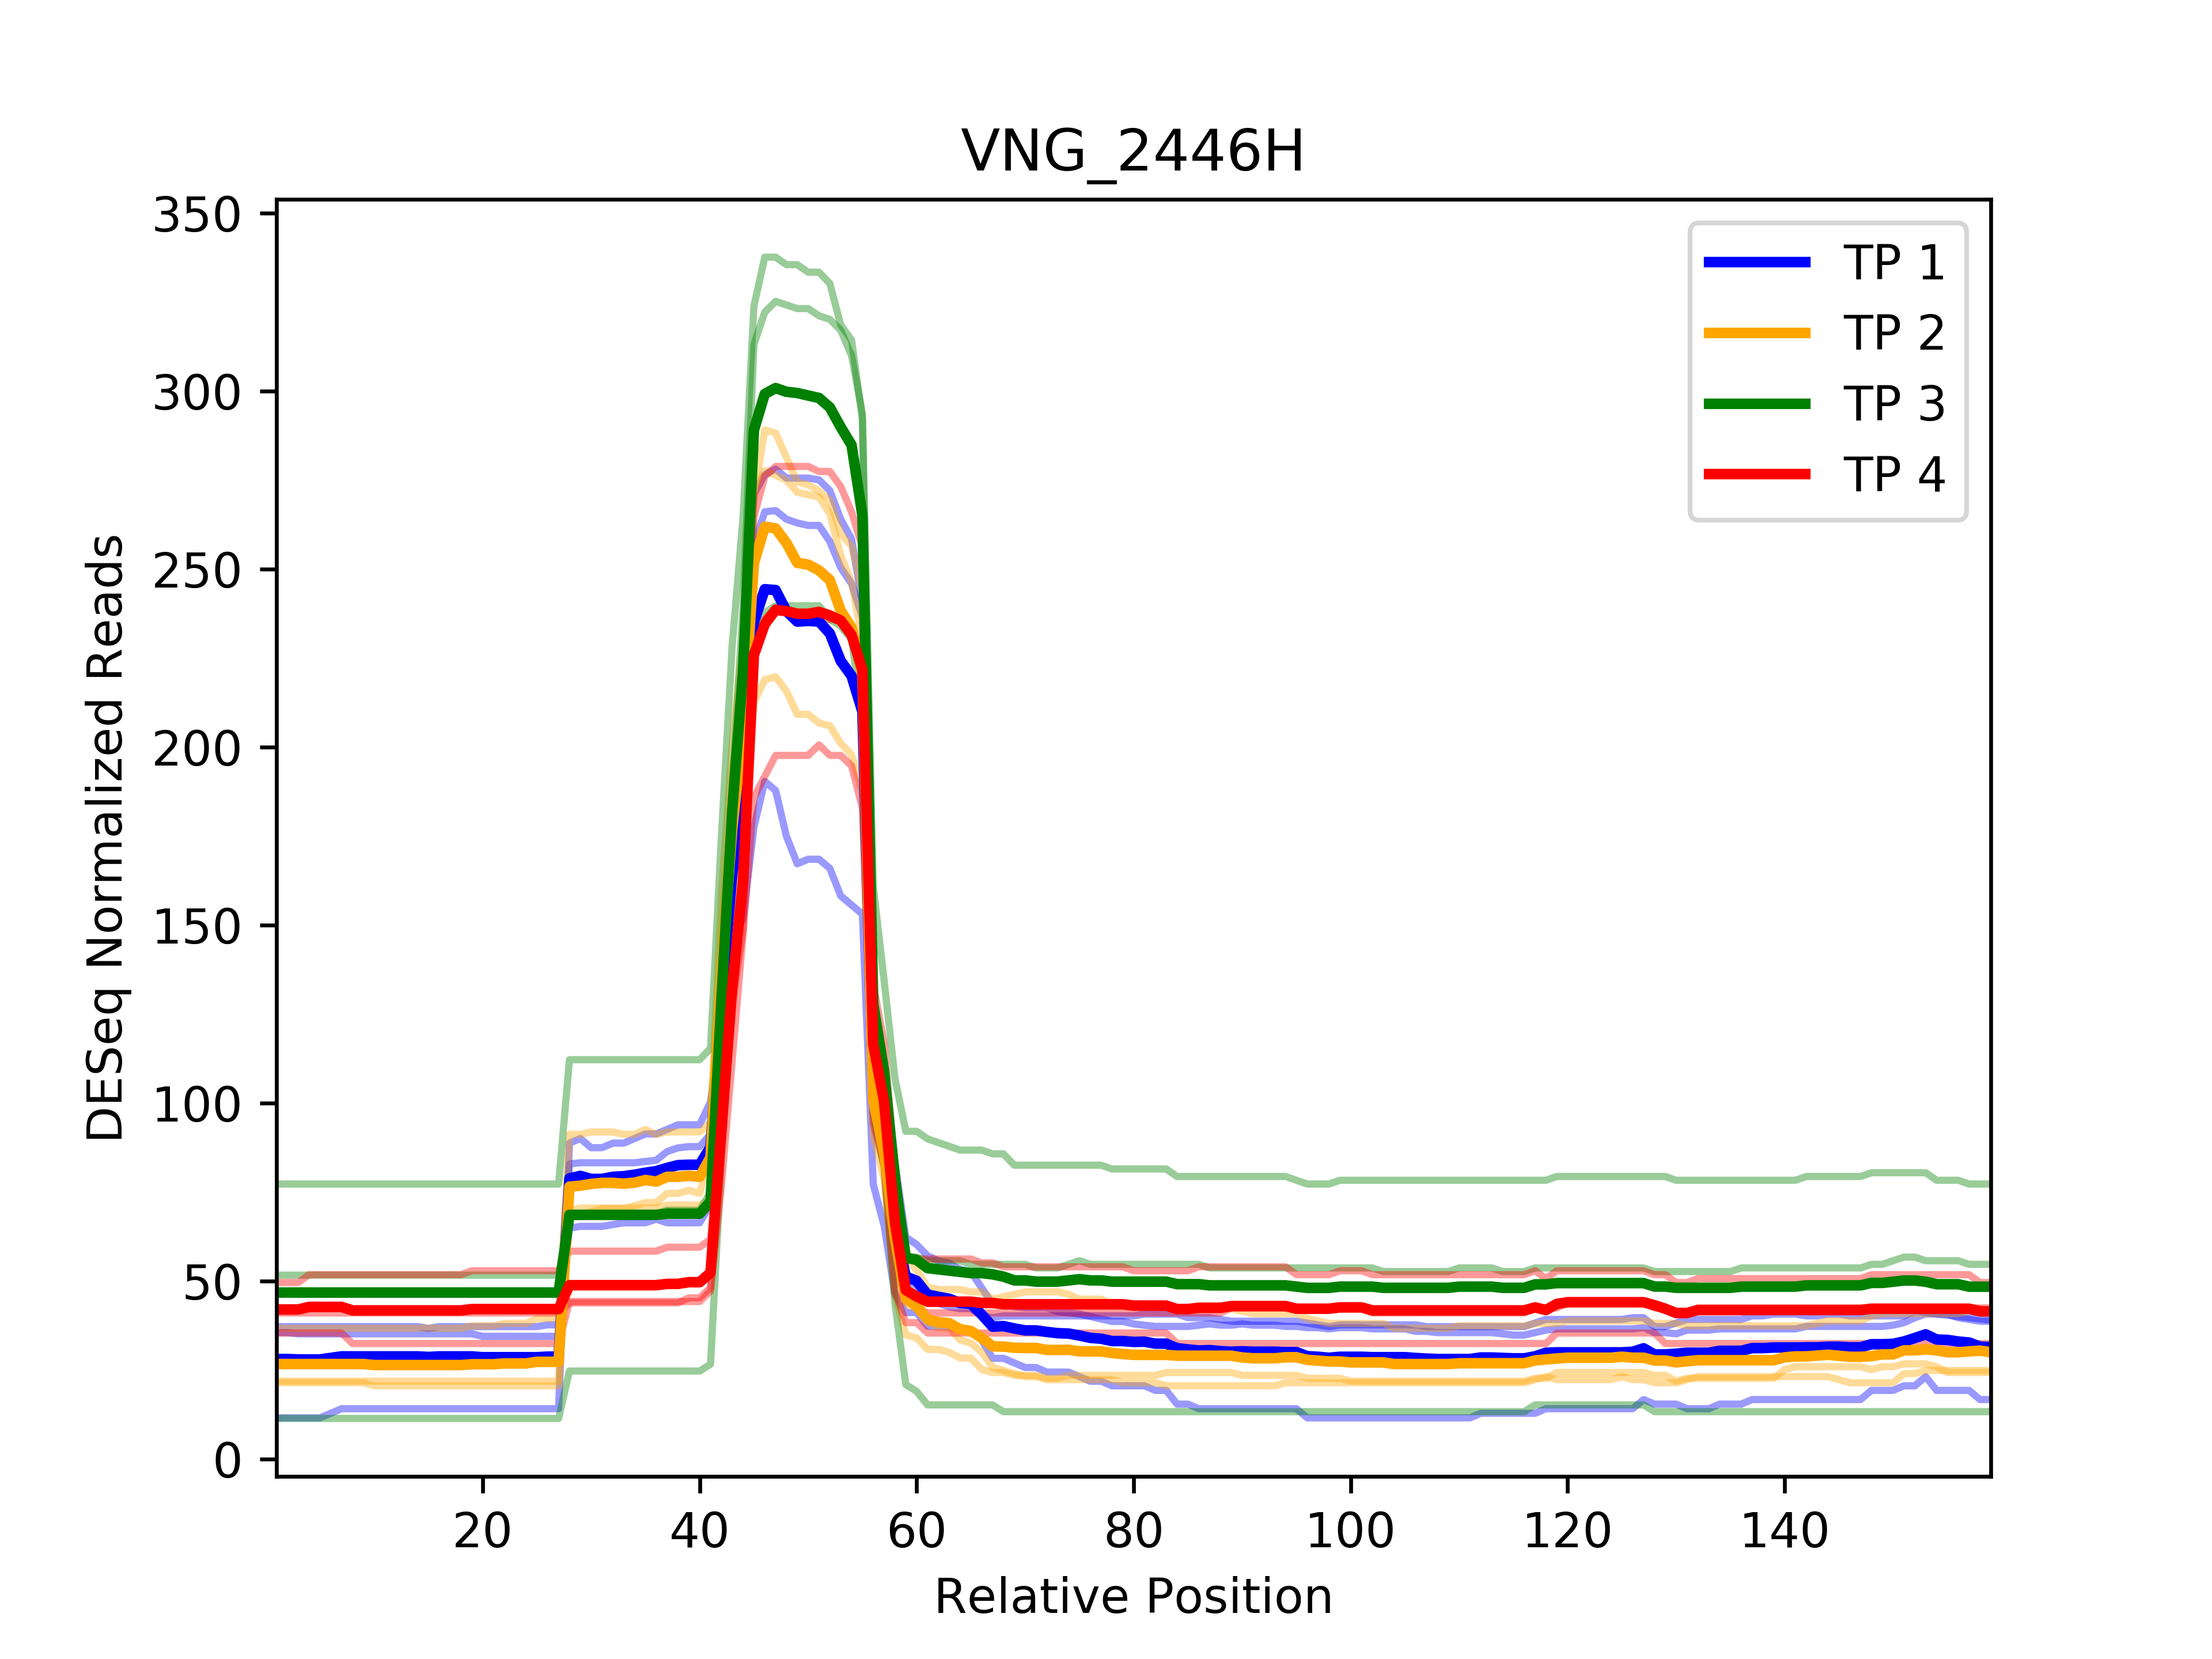 VNG_2446H
350
300
250
200
150
100
50
0
DESeq Normalized Reads
TP 1
TP 2
TP 3
TP 4
20 40 60 80 100 120 140
Relative Position